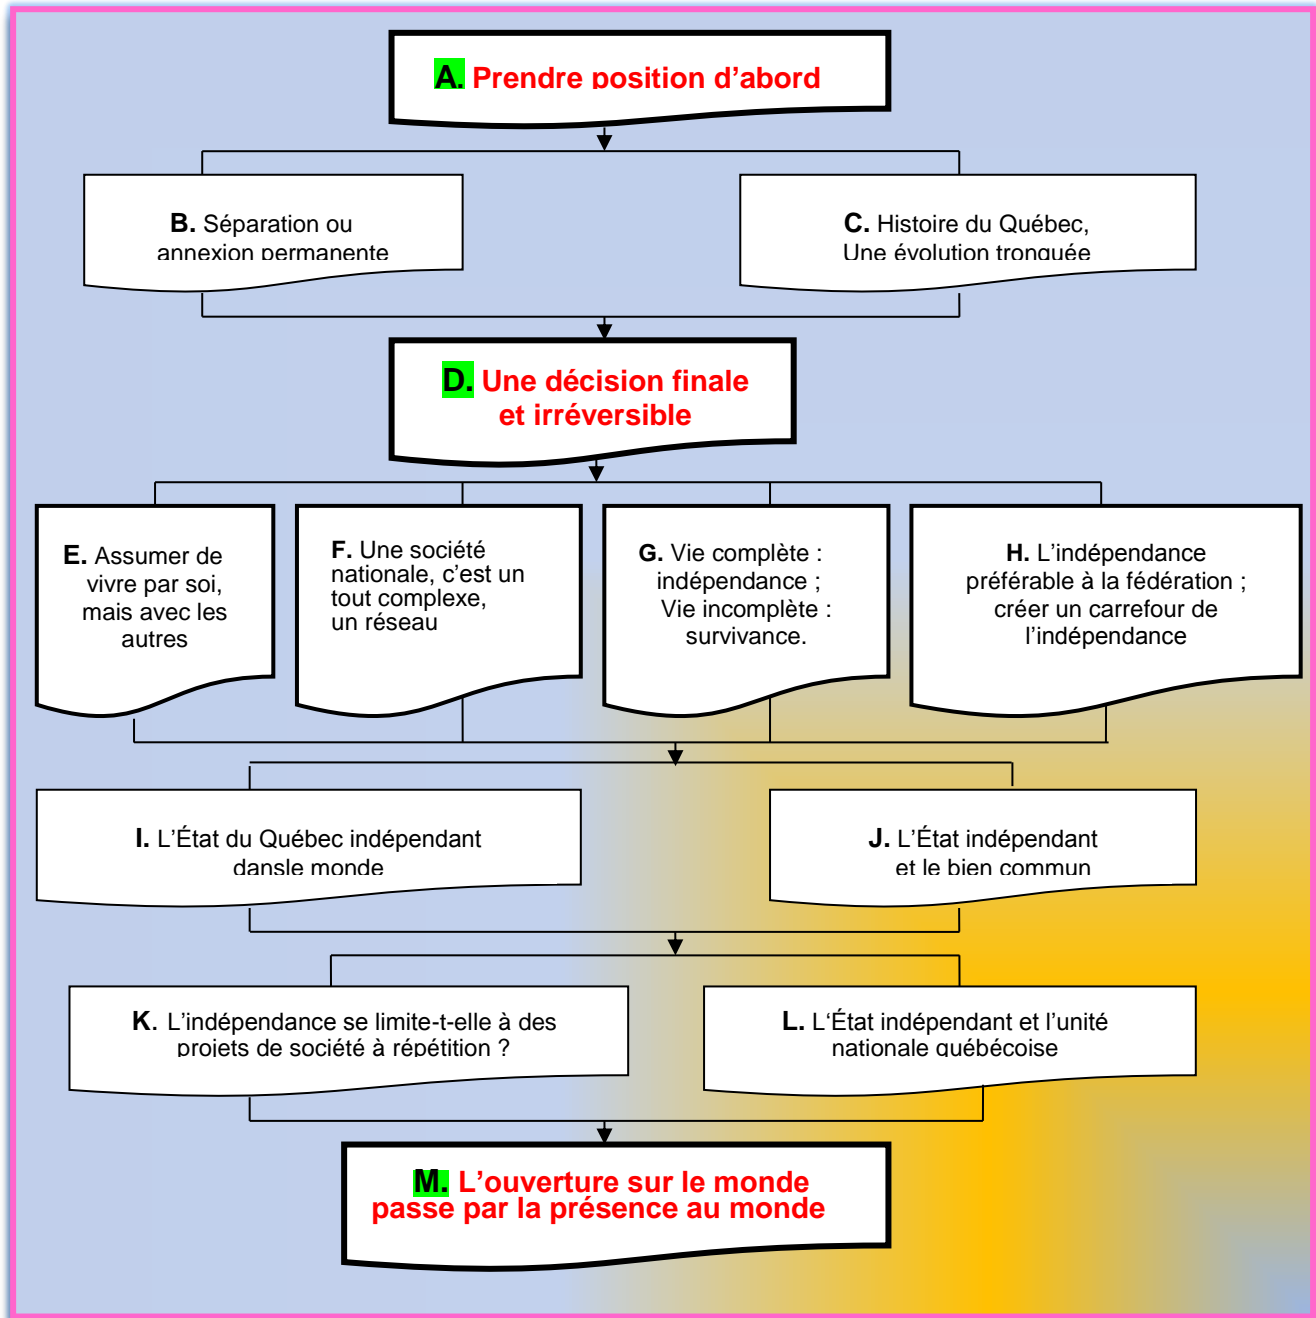 A. Prendre position d’abord
B. Séparation ou
annexion permanente
C. Histoire du Québec,
Une évolution tronquée
D. Une décision finale
et irréversible
E. Assumer de
vivre par soi,
mais avec les
autres
F. Une société
nationale, c’est un
tout complexe,
un réseau
G. Vie complète :
indépendance ;
Vie incomplète :
survivance.
H. L’indépendance
préférable à la fédération ;
créer un carrefour de
l’indépendance
I. L’État du Québec indépendant
dansle monde
J. L’État indépendant
et le bien commun
K. L’indépendance se limite-t-elle à des
projets de société à répétition ?
L. L‘État indépendant et l’unité
nationale québécoise
M. L’ouverture sur le monde
passe par la présence au monde